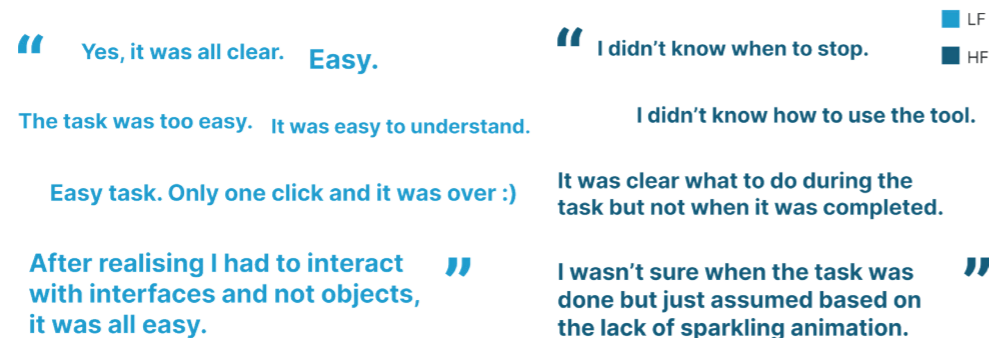 “ Yes, it was all clear. Easy.
The task was too easy. It was easy to understand.
Easy task. Only one click and it was over :)
After realising I had to interact
with interfaces and not objects,
it was all easy. ”
“ I didn’t know when to stop.
I didn’t know how to use the tool.
It was clear what to do during the
task but not when it was completed.
I wasn’t sure when the task was
done but just assumed based on
the lack of sparkling animation. ”
LF
HF